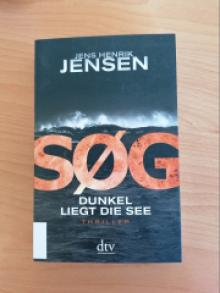 JENS HENRIK
JENSEN
SØG
DUNKEL
LIEGT DIE SEE
THRILLER
dtv